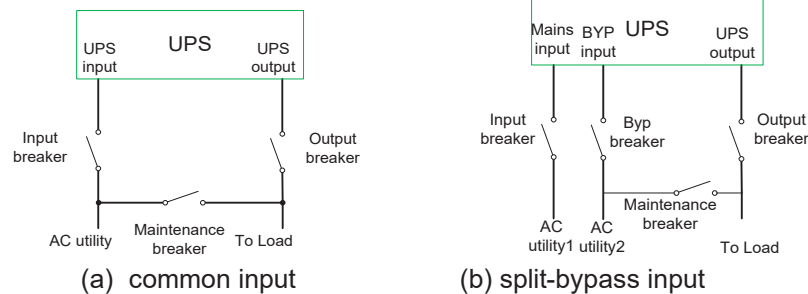 UPS
input
UPS
UPS
output
Input
breaker
Output
breaker
Maintenance
breaker
AC utility
To Load
(a) common input
Mains
input
BYP
input
UPS
UPS
output
Input
breaker
Byp
breaker
Output
breaker
Maintenance
breaker
AC
utility1
AC
utility2
To Load
(b) split-bypass input